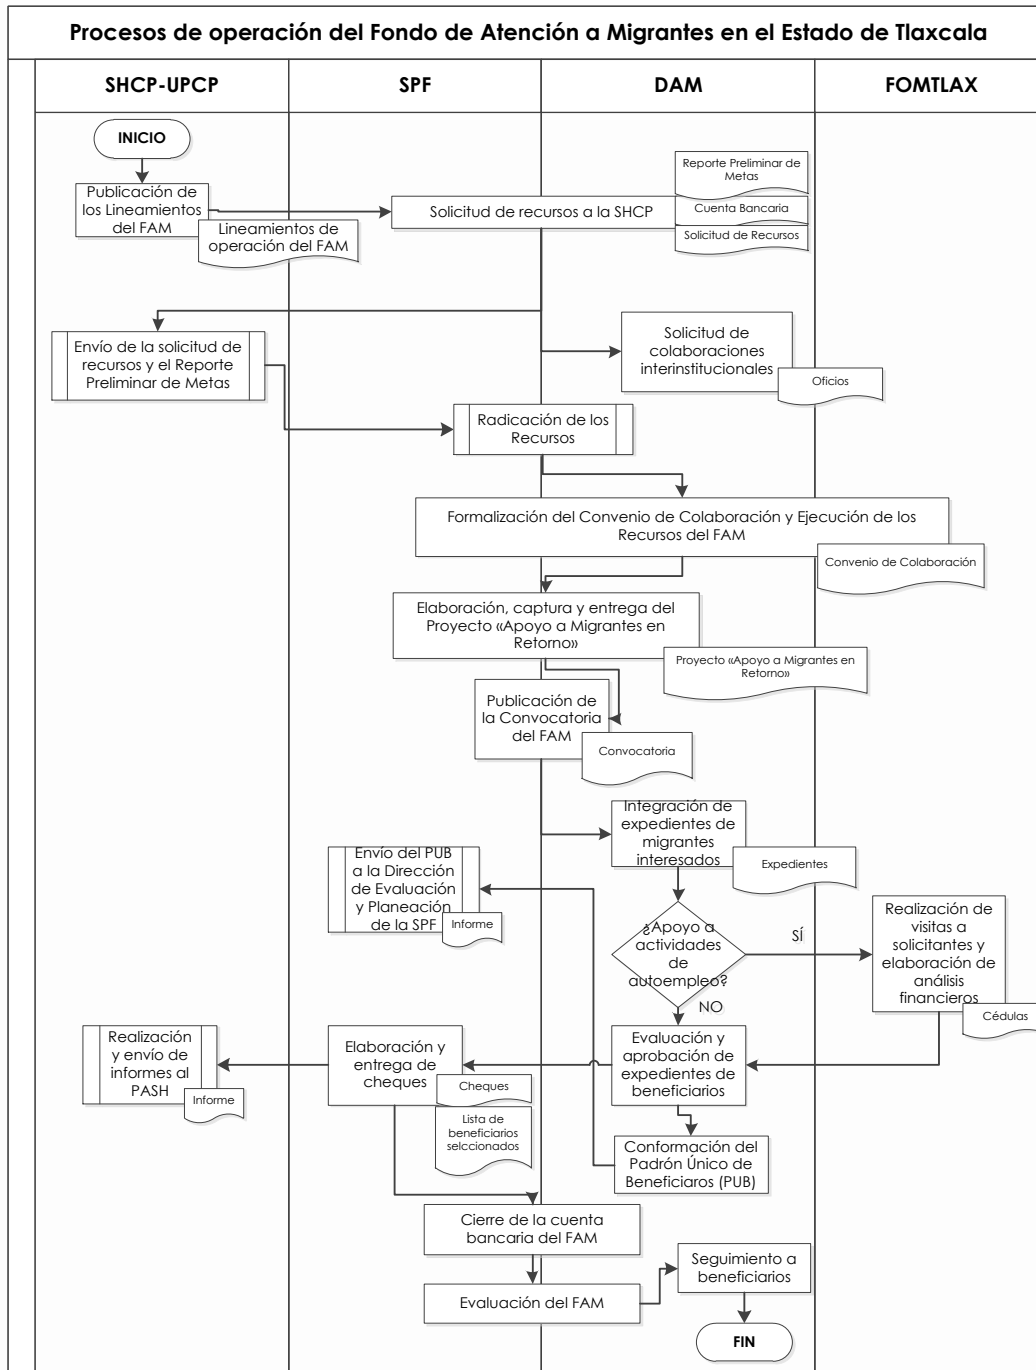 Procesos de operación del Fondo de Atención a Migrantes en el Estado de Tlaxcala
SHCP-UPCP
SPF
DAM
FOMTLAX
INICIO
Publicación de
los Lineamientos
del FAM
Lineamientos de
operación del FAM
Solicitud de recursos a la SHCP
Reporte Preliminar de
Metas
Cuenta Bancaria
Solicitud de Recursos
Envío de la solicitud de
recursos y el Reporte
Preliminar de Metas
Solicitud de
colaboraciones
interinstitucionales
Oficios
Radicación de los
Recursos
Formalización del Convenio de Colaboración y Ejecución de los
Recursos del FAM
Convenio de Colaboración
Elaboración, captura y entrega del
Proyecto «Apoyo a Migrantes en
Retorno»
Proyecto «Apoyo a Migrantes en
Retorno»
Publicación de
la Convocatoria
del FAM
Convocatoria
Integración de
expedientes de
migrantes
interesados
Expedientes
Envío del PUB
a la Dirección
de Evaluación
y Planeación
de la SPF
Informe
¿Apoyo a
actividades
de
autoempleo?
SÍ
NO
Realización de
visitas a
solicitantes y
elaboración de
análisis
financieros
Cédulas
Realización
y envío de
informes al
PASH
Informe
Elaboración y
entrega de
cheques
Cheques
Lista de
beneficiarios
selccionados
Evaluación y
aprobación de
expedientes de
beneficiarios
Conformación del
Padrón Único de
Beneficiaros (PUB)
Cierre de la cuenta
bancaria del FAM
Evaluación del FAM
Seguimiento a
beneficiarios
FIN